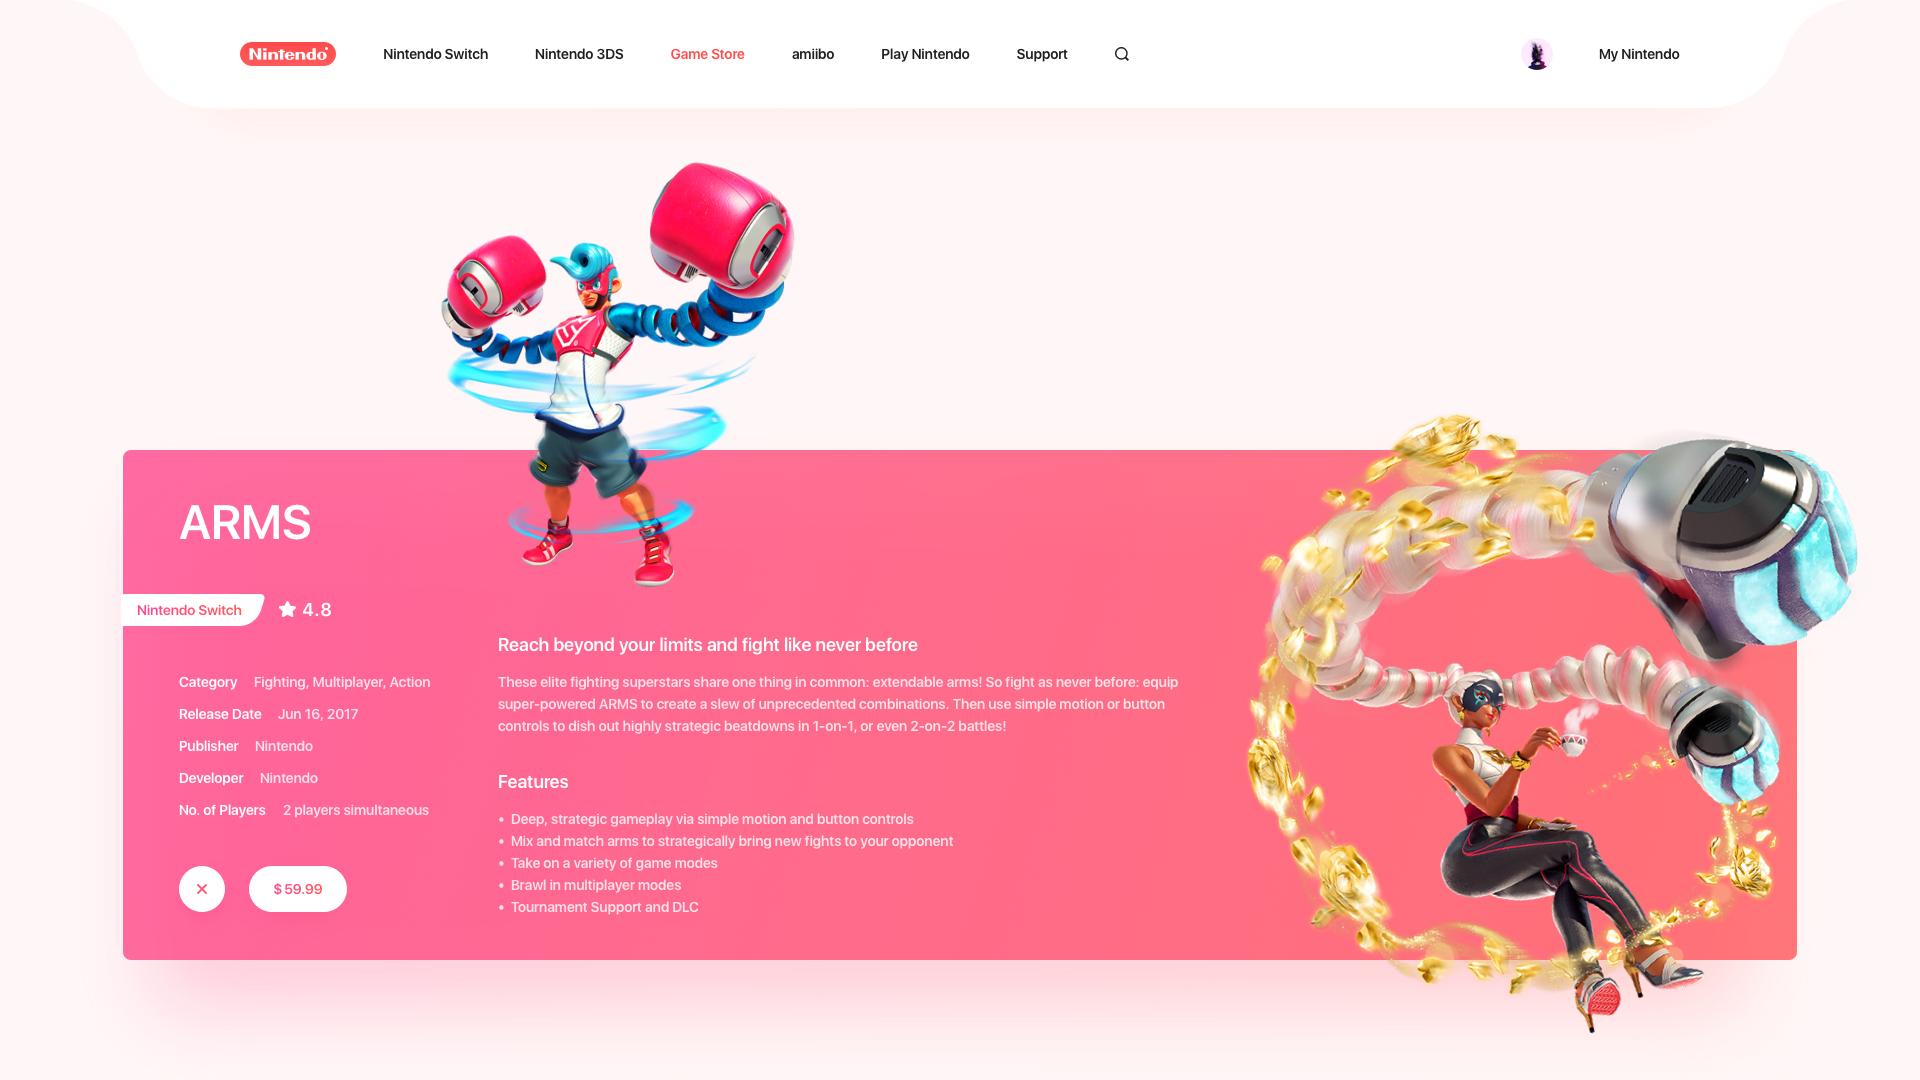 Nintendo
Nintendo Switch
Nintendo 3DS
Game Store
amiibo
Play Nintendo
Support
My Nintendo
ARMS
Nintendo Switch
4.8
Category Fighting, Multiplayer, Action
Release Date Jun 16, 2017
Publisher Nintendo
Developer Nintendo
No. of Players 2 players simultaneous
$ 59.99
Reach beyond your limits and fight like never before
These elite fighting superstars share one thing in common: extendable arms! So fight as never before: equip
super-powered ARMS to create a slew of unprecedented combinations. Then use simple motion or button
controls to dish out highly strategic beatdowns in 1-on-1, or even 2-on-2 battles!
Features
• Deep, strategic gameplay via simple motion and button controls
• Mix and match arms to strategically bring new fights to your opponent
• Take on a variety of game modes
• Brawl in multiplayer modes
• Tournament Support and DLC